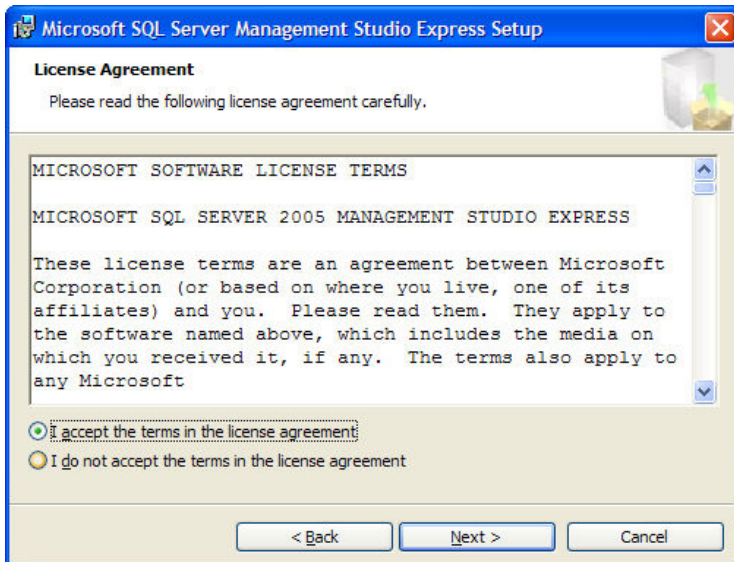 Microsoft SQL Server Management Studio Express Setup
License Agreement
Please read the following license agreement carefully.
MICROSOFT SOFTWARE LICENSE TERMS
MICROSOFT SQL SERVER 2005 MANAGEMENT STUDIO EXPRESS
These license terms are an agreement between Microsoft
Corporation (or based on where you live, one of its
affiliates) and you.  Please read them.  They apply to
the software named above, which includes the media on
which you received it, if any.  The terms also apply to
any Microsoft
I accept the terms in the license agreement
I do not accept the terms in the license agreement
< Back Next > Cancel